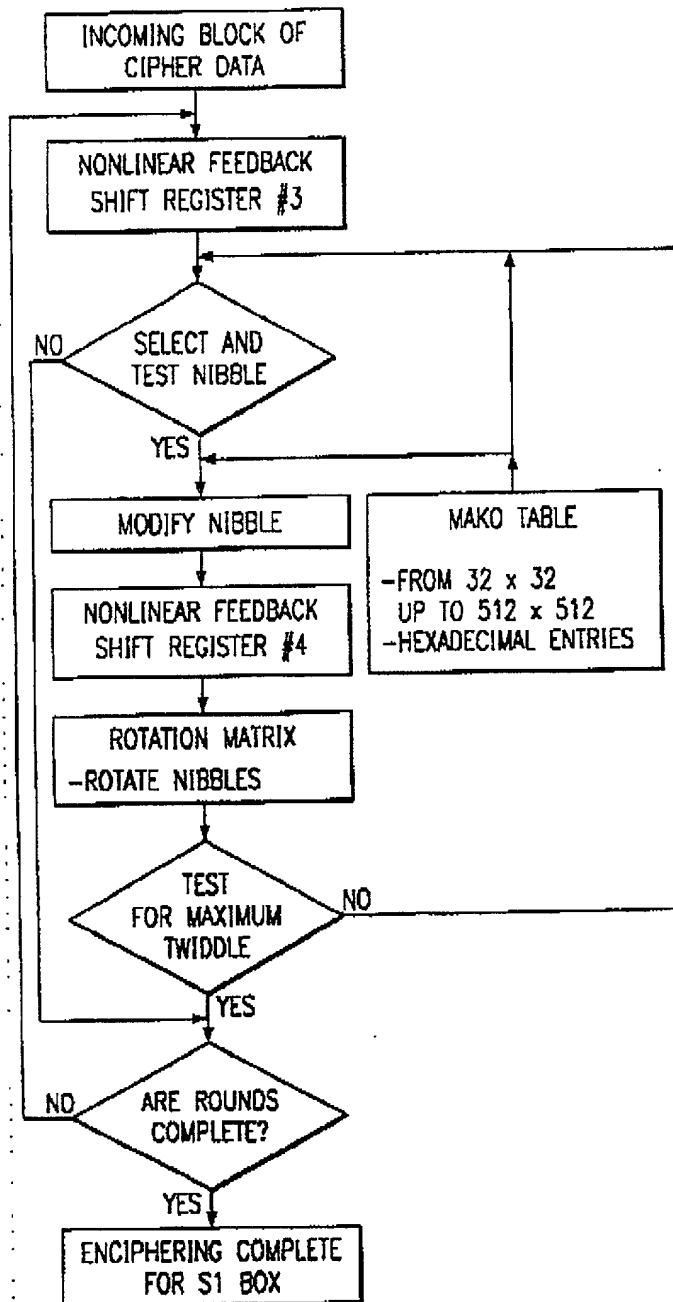 INCOMING BLOCK OF
CIPHER DATA
NONLINEAR FEEDBACK
SHIFT REGISTER #3
NO
SELECT AND
TEST NIBBLE
YES
MODIFY NIBBLE
MAKO TABLE
-FROM 32 x 32
UP TO 512 x 512
-HEXADECIMAL ENTRIES
NONLINEAR FEEDBACK
SHIFT REGISTER #4
ROTATION MATRIX
-ROTATE NIBBLES
TEST
FOR MAXIMUM
TWIDDLE
NO
YES
NO
ARE ROUNDS
COMPLETE?
YES
ENCIPHERING COMPLETE
FOR S1 BOX